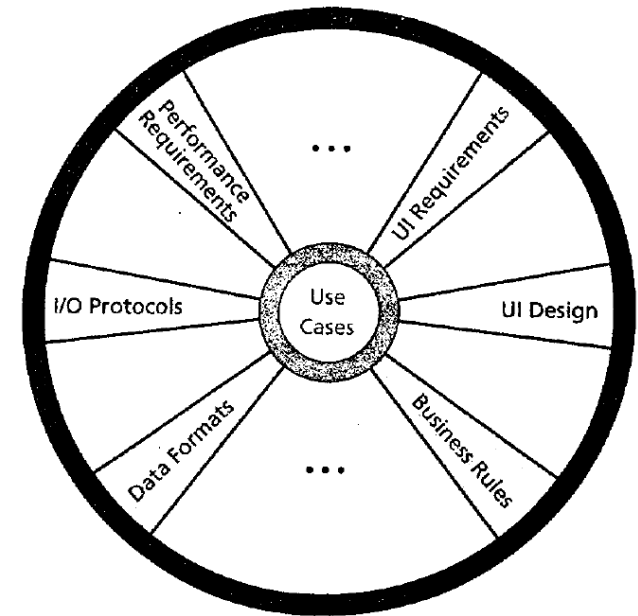 Performance
Requirements
...
UI Requirements
I/O Protocols
Use
Cases
UI Design
Data Formats
...
Business Rules